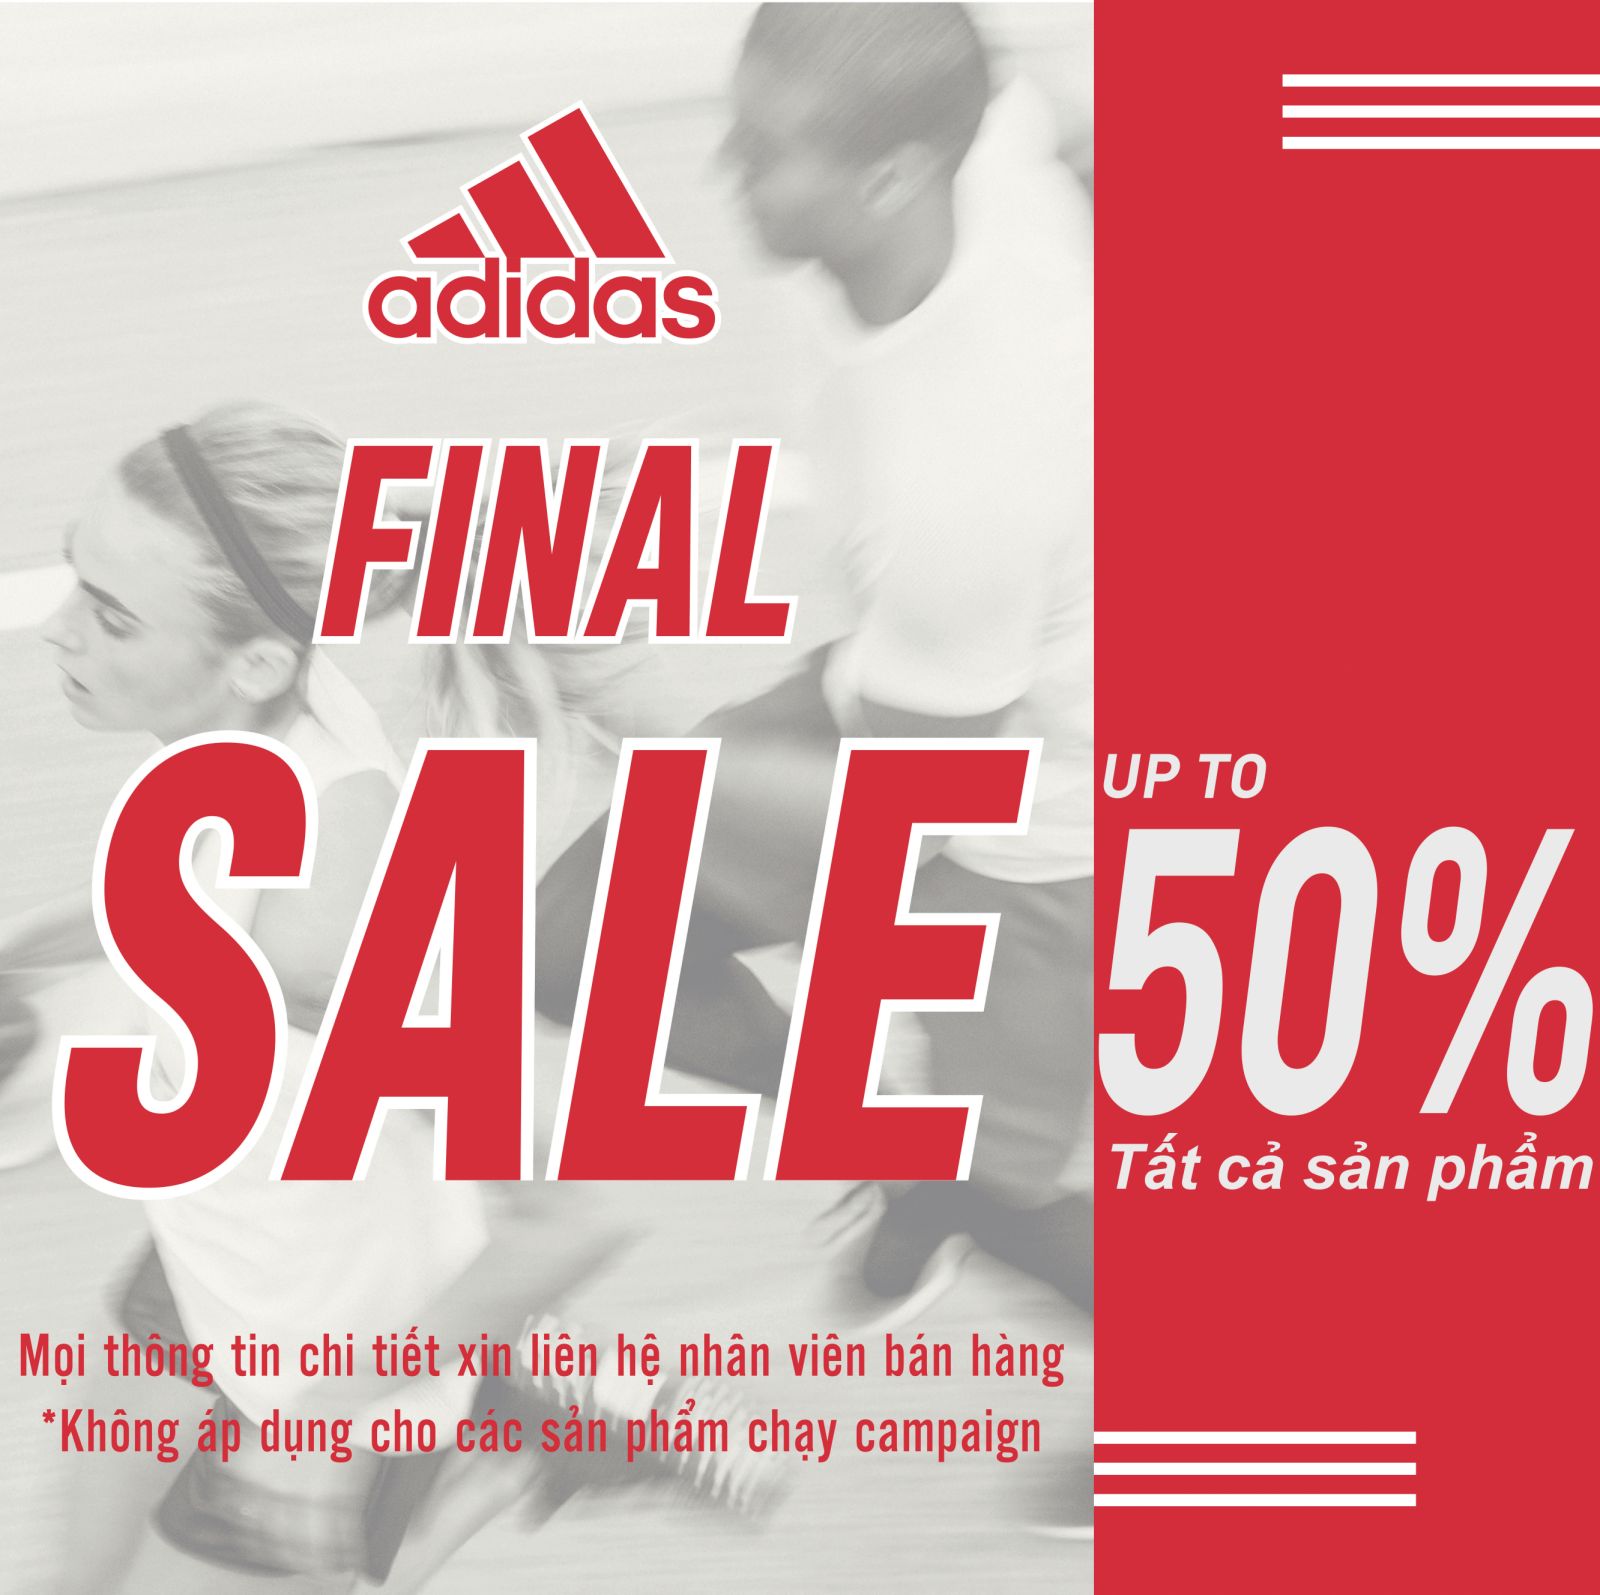 adidas
FINAL
SALE
UP TO
50%
Tất cả sản phẩm
Mọi thông tin chi tiết xin liên hệ nhân viên bán hàng
*Không áp dụng cho các sản phẩm chạy campaign